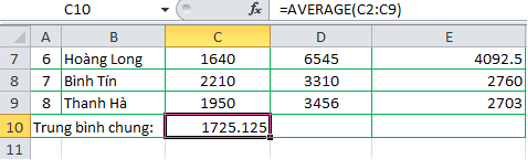 C10 fx =AVERAGE(C2:C9)
A B C D E
7 6 Hoàng Long 1640 6545 4092.5
8 7 Bình Tín 2210 3310 2760
9 8 Thanh Hà 1950 3456 2703
10 Trung bình chung: 1725.125
11